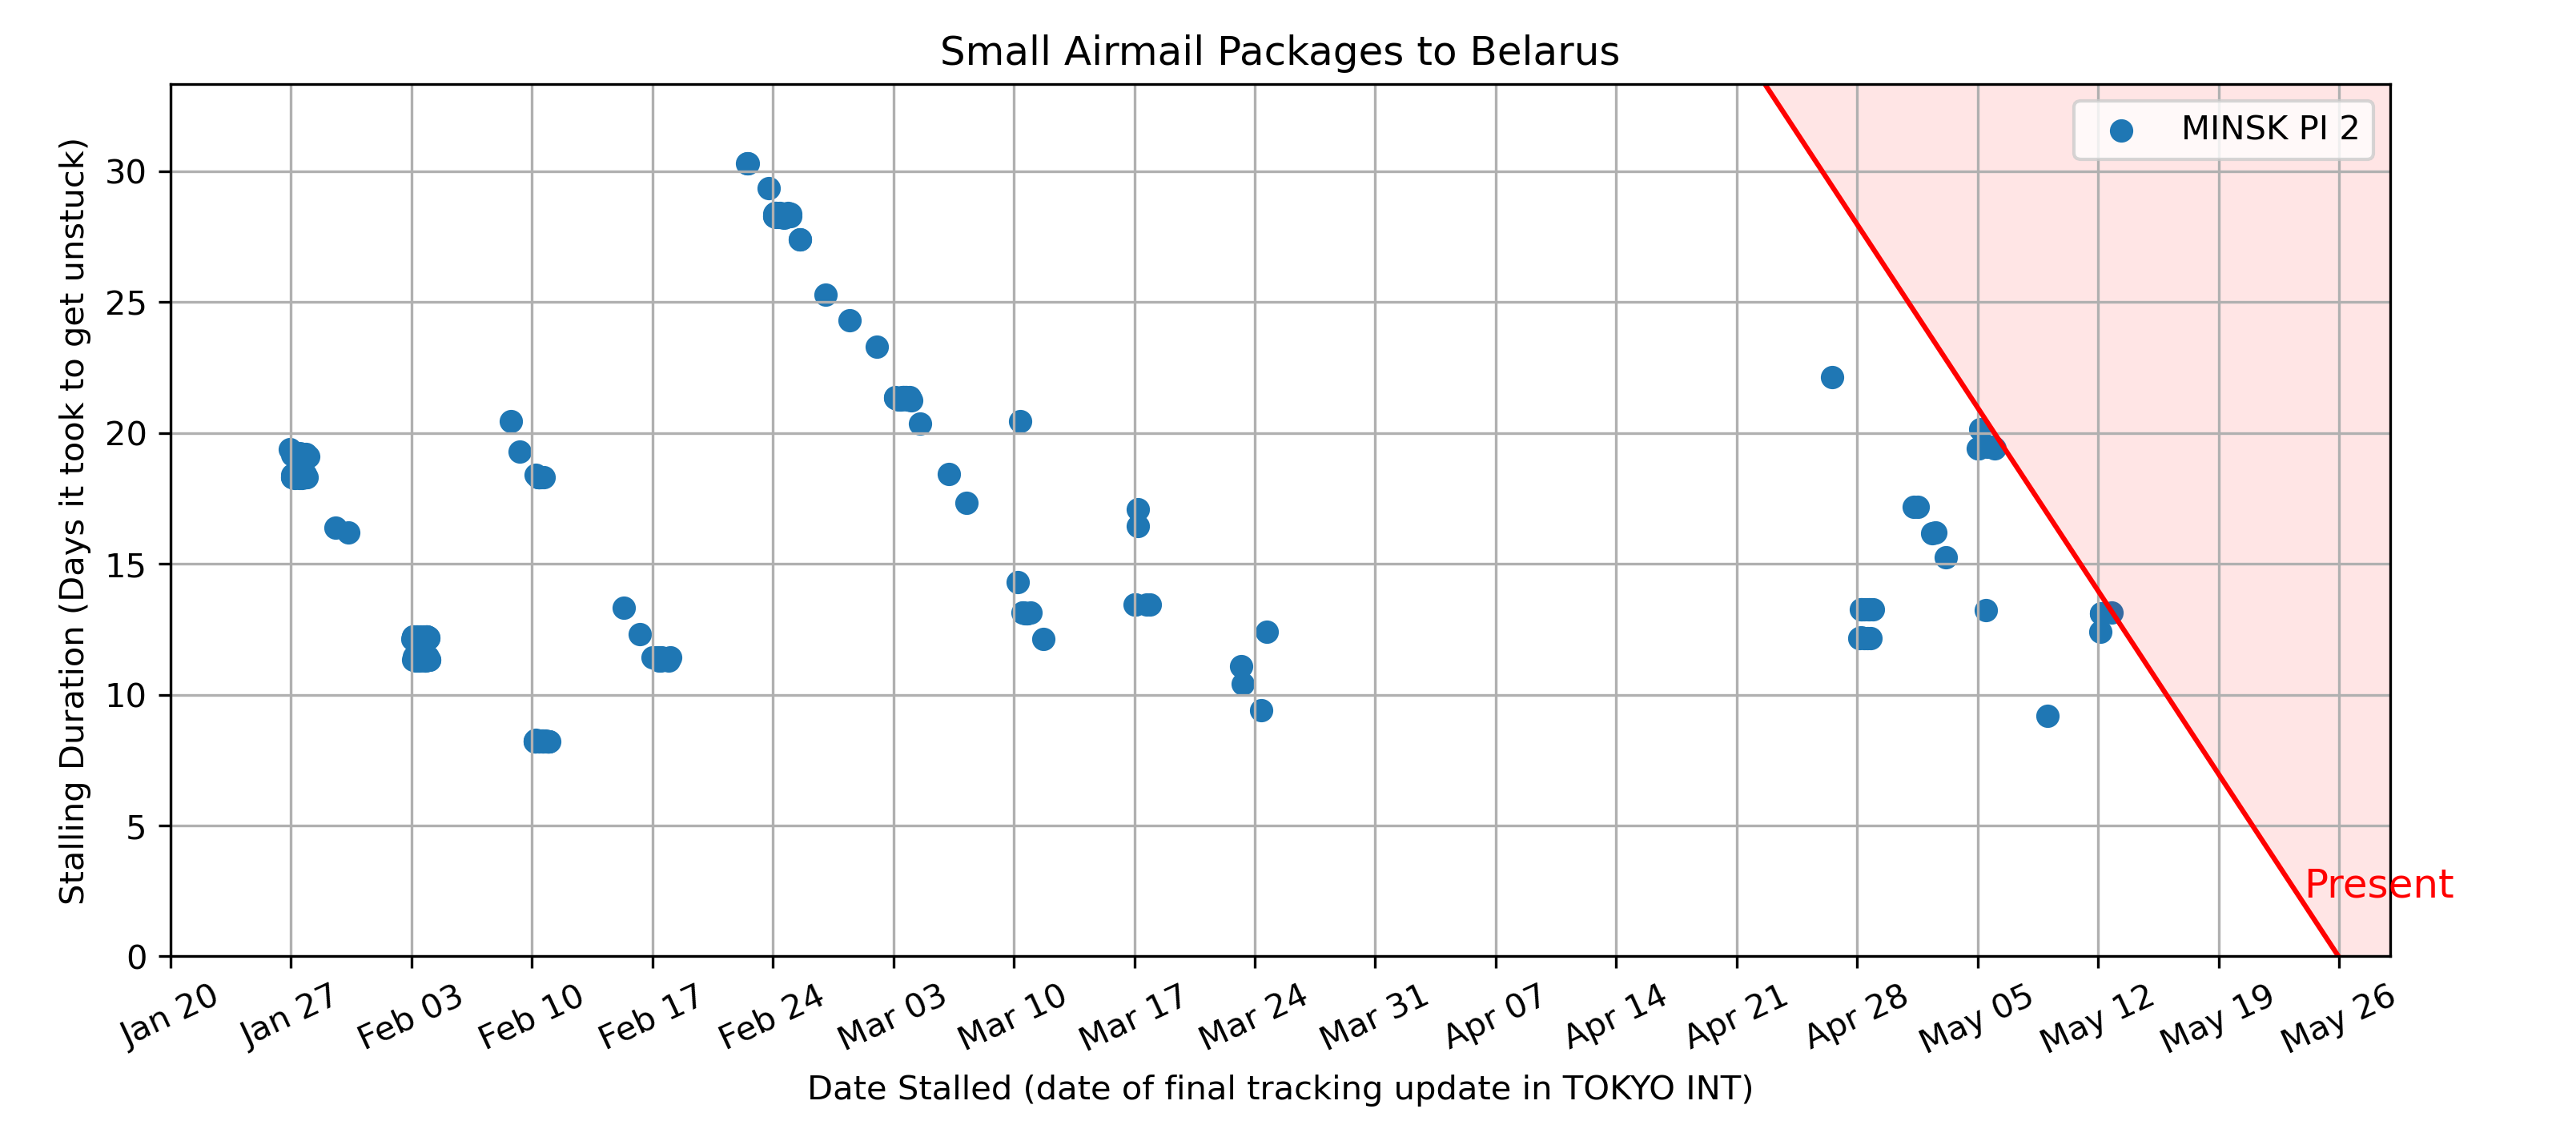 Small Airmail Packages to Belarus
MINSK PI 2
Stalling Duration (Days it took to get unstuck)
30
25
20
15
10
5
0
Present
Jan 20
Jan 27
Feb 03
Feb 10
Feb 17
Feb 24
Mar 03
Mar 10
Mar 17
Mar 24
Mar 31
Apr 07
Apr 14
Apr 21
Apr 28
May 05
May 12
May 19
May 26
Date Stalled (date of final tracking update in TOKYO INT)